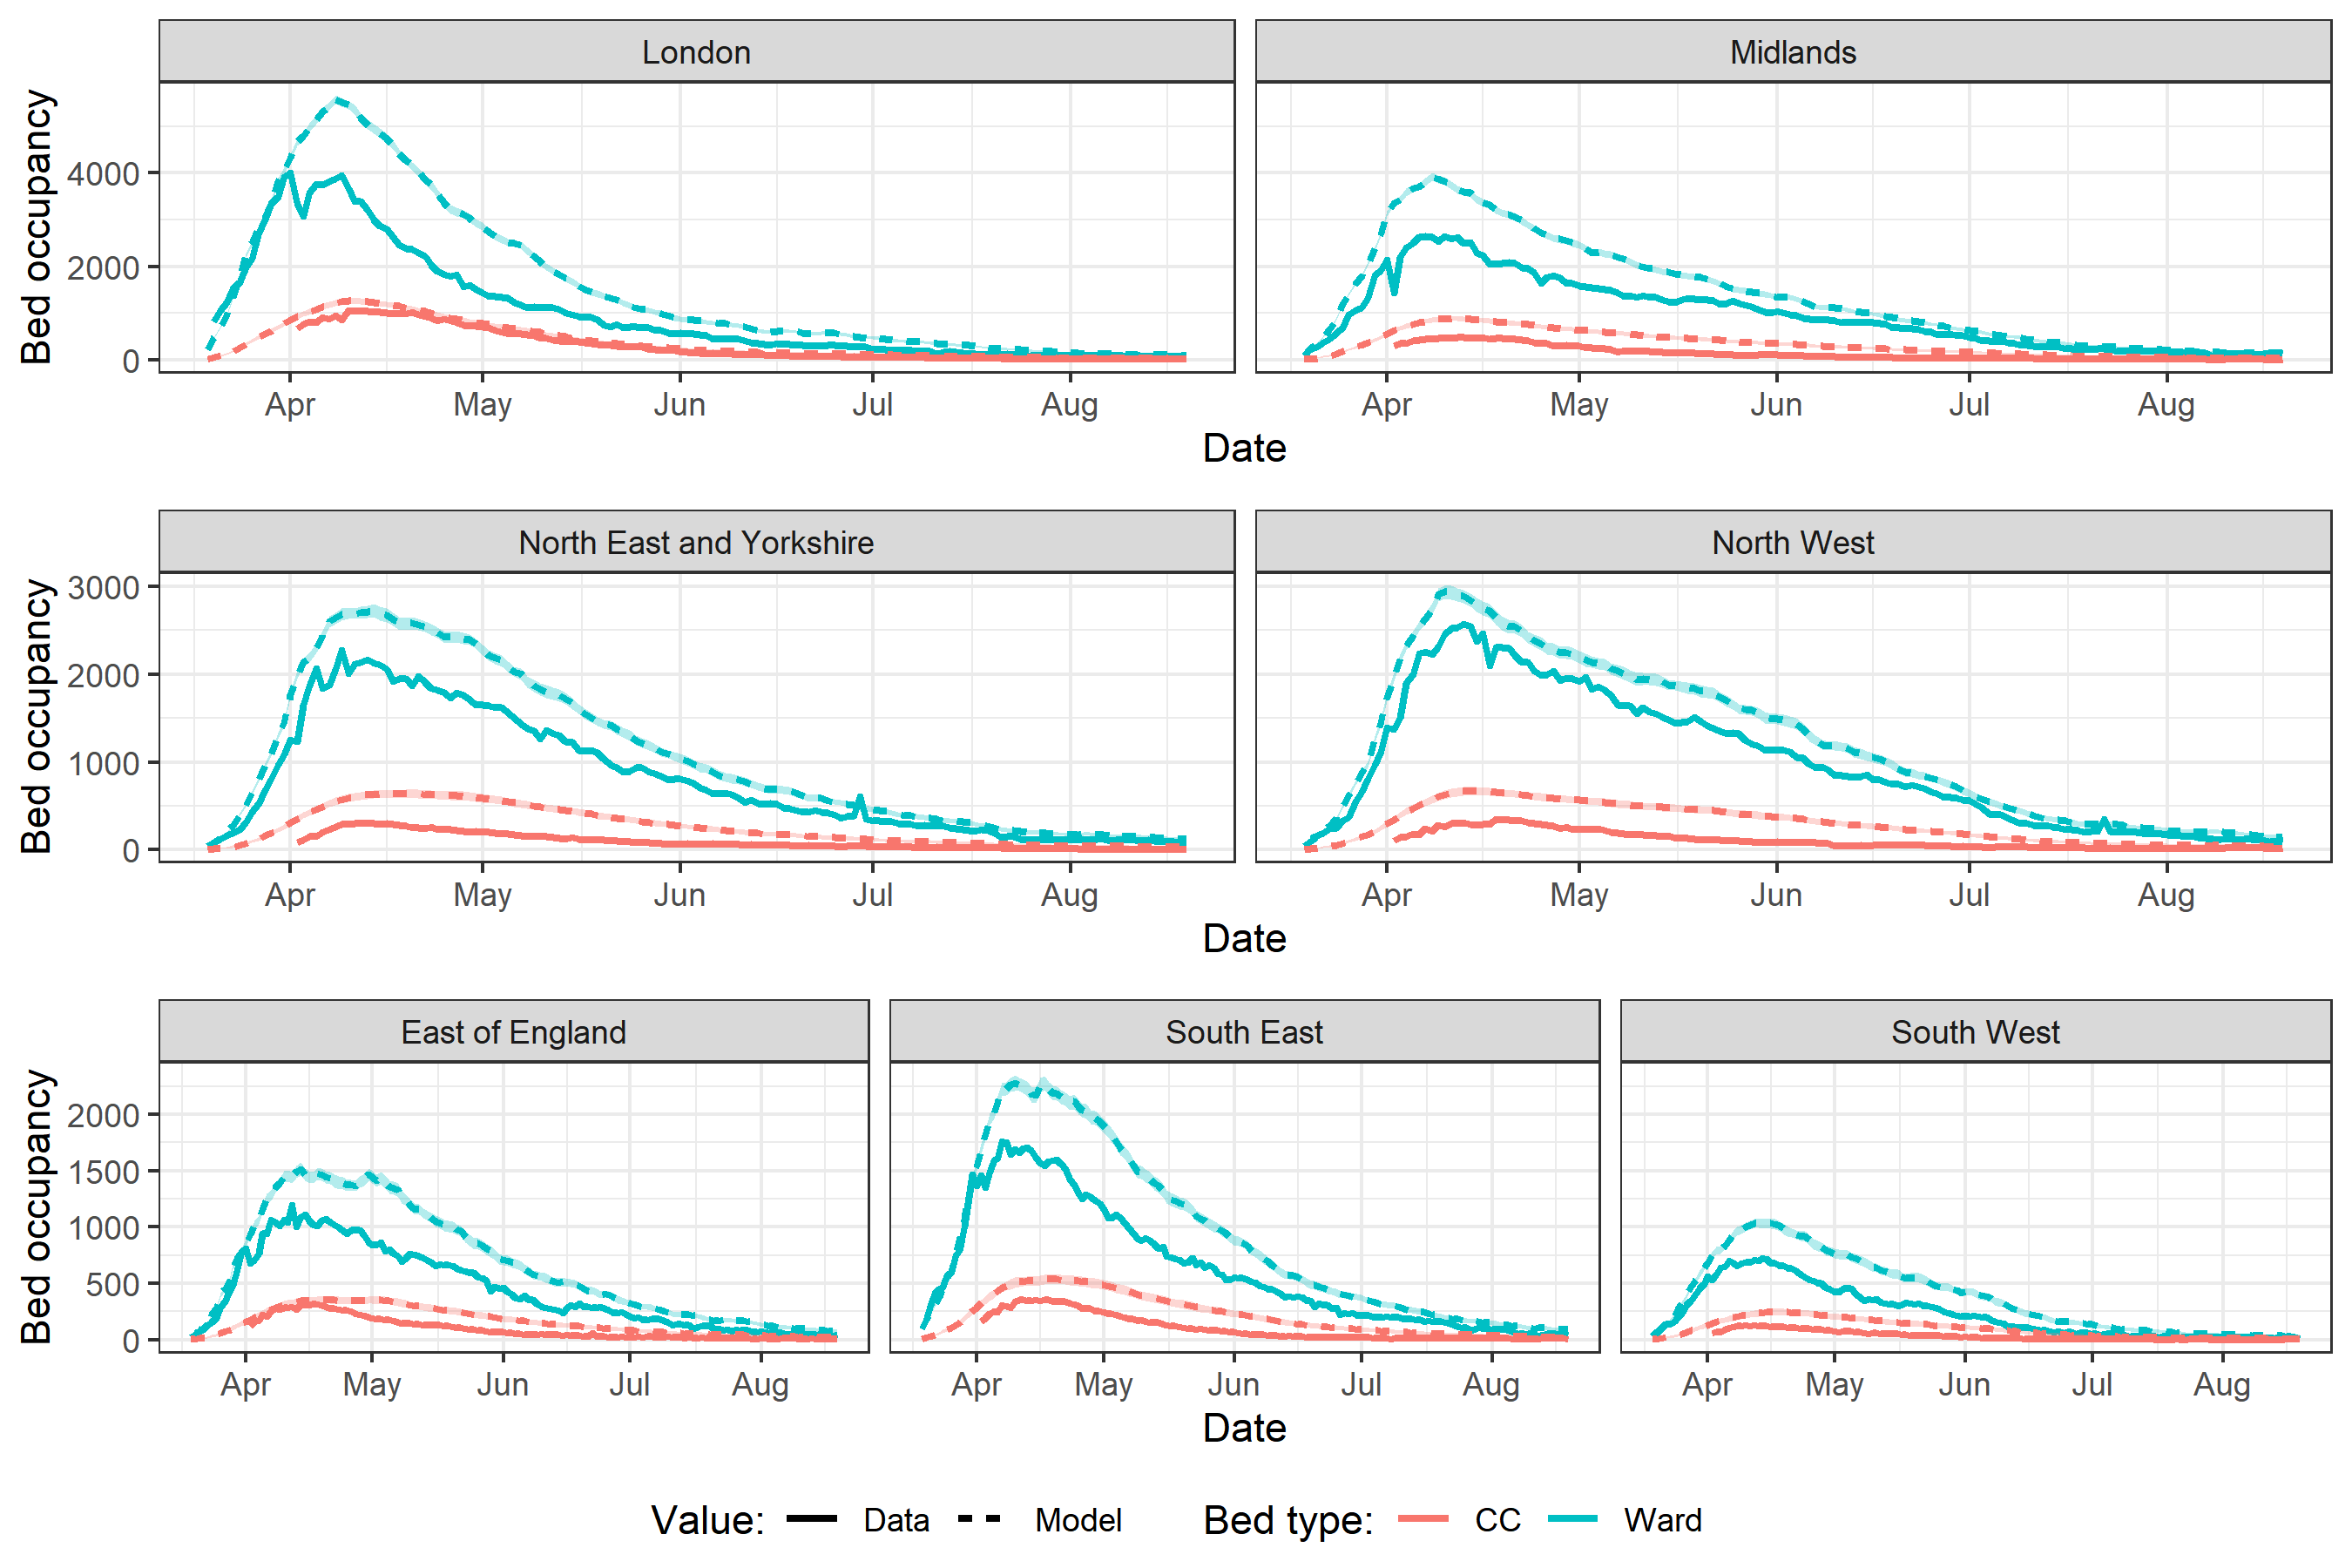 London Midlands
Bed occupancy
4000
2000
0
Apr May Jun Jul Aug Apr May Jun Jul Aug
Date
North East and Yorkshire North West
Bed occupancy
3000
2000
1000
0
Apr May Jun Jul Aug Apr May Jun Jul Aug
Date
East of England South East South West
Bed occupancy
2000
1500
1000
500
0
Apr May Jun Jul Aug Apr May Jun Jul Aug Apr May Jun Jul Aug
Date
Value: Data Model Bed type: CC Ward